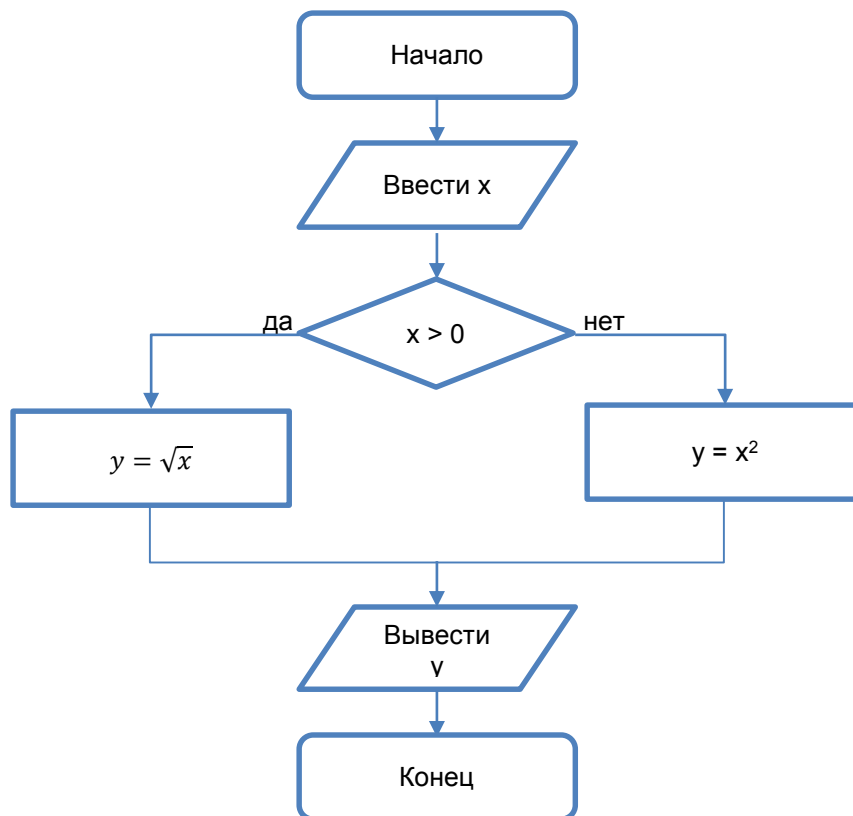 Начало
Ввести x
да
x > 0
нет
y = √x
y = x²
Вывести
y
Конец